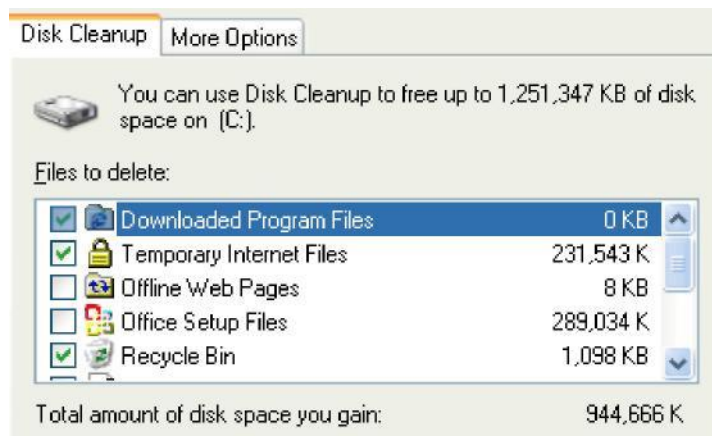 Disk Cleanup More Options
You can use Disk Cleanup to free up to 1,251,347 KB of disk
space on (C:).
Files to delete:
Downloaded Program Files 0 KB
Temporary Internet Files 231,543 K
Offline Web Pages 8 KB
Office Setup Files 289,034 K
Recycle Bin 1,098 KB
Total amount of disk space you gain: 944,666 K